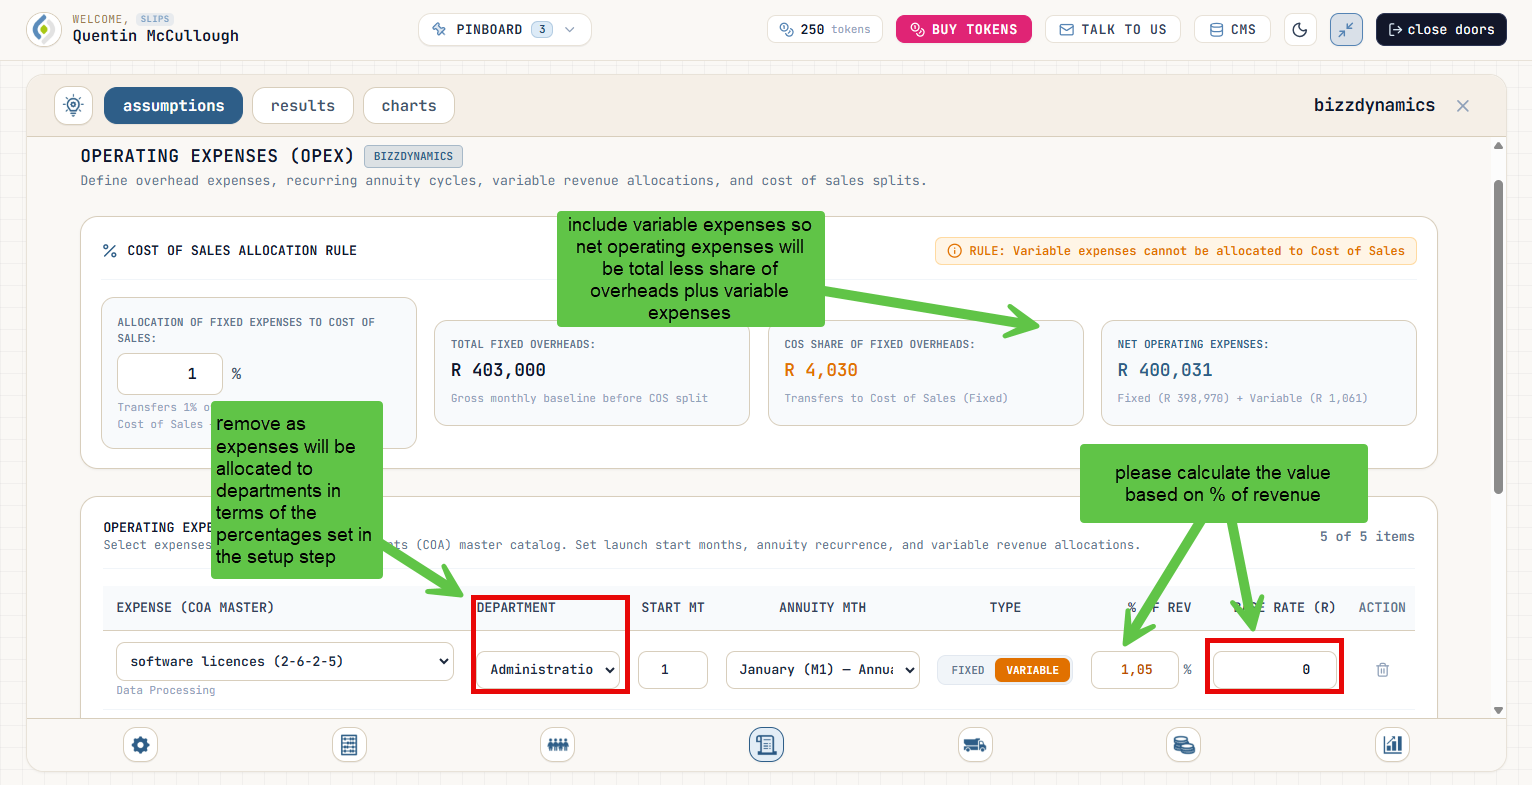 WELCOME, SLIPS
Quentin McCullough
PINBOARD 3
250 tokens
BUY TOKENS
TALK TO US
CMS
close doors
assumptions
results
charts
bizzdynamics
OPERATING EXPENSES (OPEX) BIZZDYNAMICS
Define overhead expenses, recurring annuity cycles, variable revenue allocations, and cost of sales splits.
% COST OF SALES ALLOCATION RULE
include variable expenses so
net operating expenses will
be total less share of
overheads plus variable
expenses
RULE: Variable expenses cannot be allocated to Cost of Sales
ALLOCATION OF FIXED EXPENSES TO COST OF
SALES:
1 %
Transfers 1%
Cost of Sales
TOTAL FIXED OVERHEADS:
R 403,000
Gross monthly baseline before COS split
COS SHARE OF FIXED OVERHEADS:
R 4,030
Transfers to Cost of Sales (Fixed)
NET OPERATING EXPENSES:
R 400,031
Fixed (R 398,970) + Variable (R 1,061)
remove as
expenses will be
allocated to
departments in
terms of the
percentages set in
the setup step
please calculate the value
based on % of revenue
OPERATING
Select expenses (COA) master catalog. Set launch start months, annuity recurrence, and variable revenue allocations.
5 of 5 items
EXPENSE (COA MASTER)
DEPARTMENT
START MT
ANNUITY MTH
TYPE
% REV
RATE (R)
ACTION
software licences (2-6-2-5)
Data Processing
Administratio
1
January (M1) — Annua
FIXED
VARIABLE
1,05 %
0